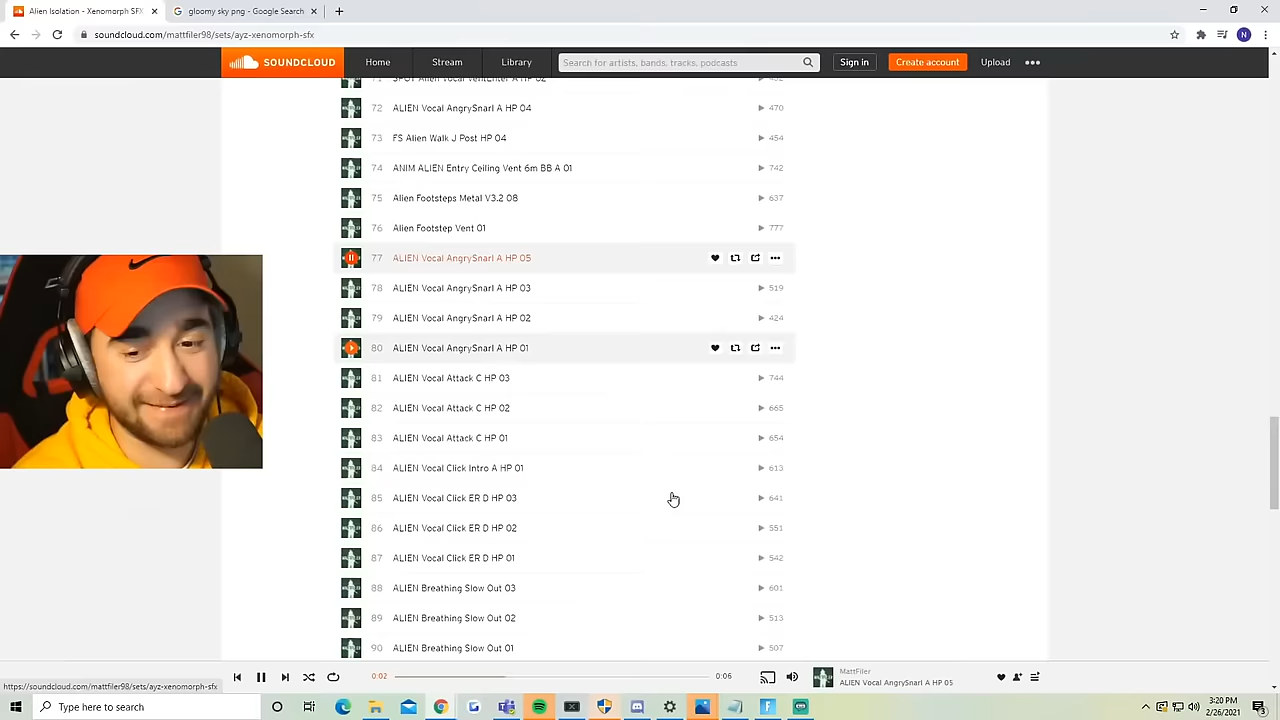 Alien Isolation - Xenomorph SFX
gloomy sky png - Google Search
soundcloud.com/mattfiler98/sets/ayz-xenomorph-sfx
N
SOUNDCLOUD
Home
Stream
Library
Search for artists, bands, tracks, podcasts
Sign in
Create account
Upload
72 ALIEN Vocal AngrySnarl A HP 04 470
73 FS Alien Walk J Post HP 04 454
74 ANIM ALIEN Entry Ceiling Vent 6m BB A 01 742
75 Alien Footsteps Metal V3.2 08 637
76 Alien Footstep Vent 01 777
77 ALIEN Vocal AngrySnarl A HP 05
78 ALIEN Vocal AngrySnarl A HP 03 519
79 ALIEN Vocal AngrySnarl A HP 02 424
80 ALIEN Vocal AngrySnarl A HP 01
81 ALIEN Vocal Attack C HP 03 744
82 ALIEN Vocal Attack C HP 02 665
83 ALIEN Vocal Attack C HP 01 654
84 ALIEN Vocal Click Intro A HP 01 613
85 ALIEN Vocal Click ER D HP 03 641
86 ALIEN Vocal Click ER D HP 02 551
87 ALIEN Vocal Click ER D HP 01 542
88 ALIEN Breathing Slow Out 03 601
89 ALIEN Breathing Slow Out 02 513
90 ALIEN Breathing Slow Out 01 507
0:02
0:06
MattFiler
ALIEN Vocal AngrySnarl A HP 05
https://soundcloud.com/mattfiler98/sets/ayz-xenomorph-sfx
Type here to search
3:20 PM
2/26/2021